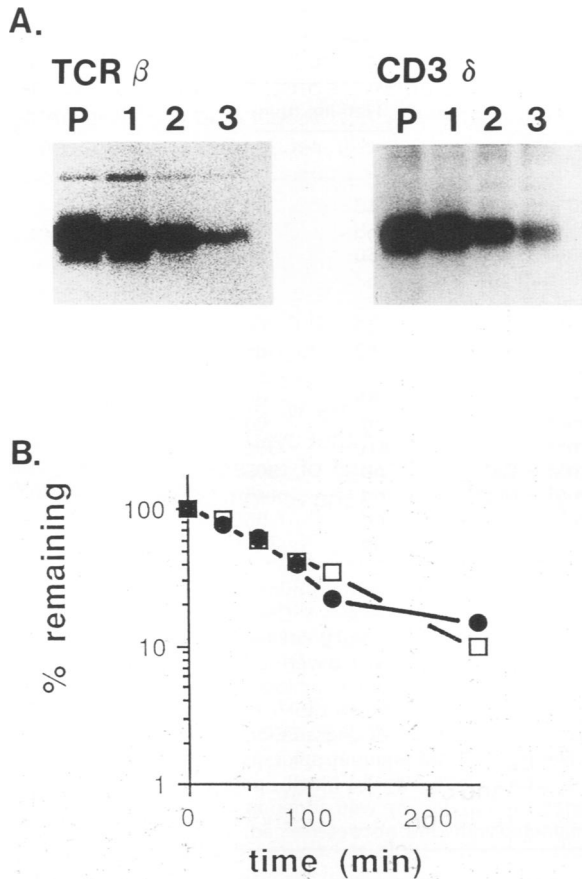 A.
TCR β
CD3 δ
P 1 2 3
P 1 2 3
B.
% remaining
100
10
1
0
100
200
time (min)